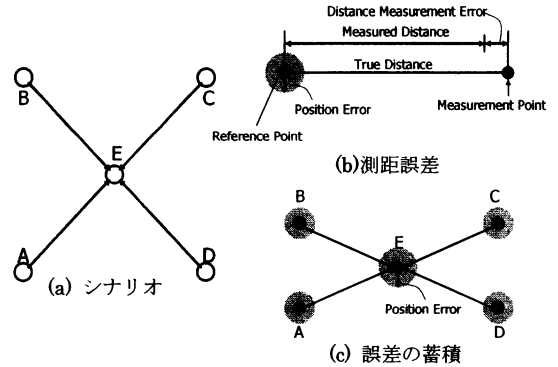 B
C
E
A
D
(a) シナリオ
Distance Measurement Error
Measured Distance
True Distance
Position Error
Measurement Point
Reference Point
(b)測距誤差
B
C
E
Position Error
A
D
(c) 誤差の蓄積